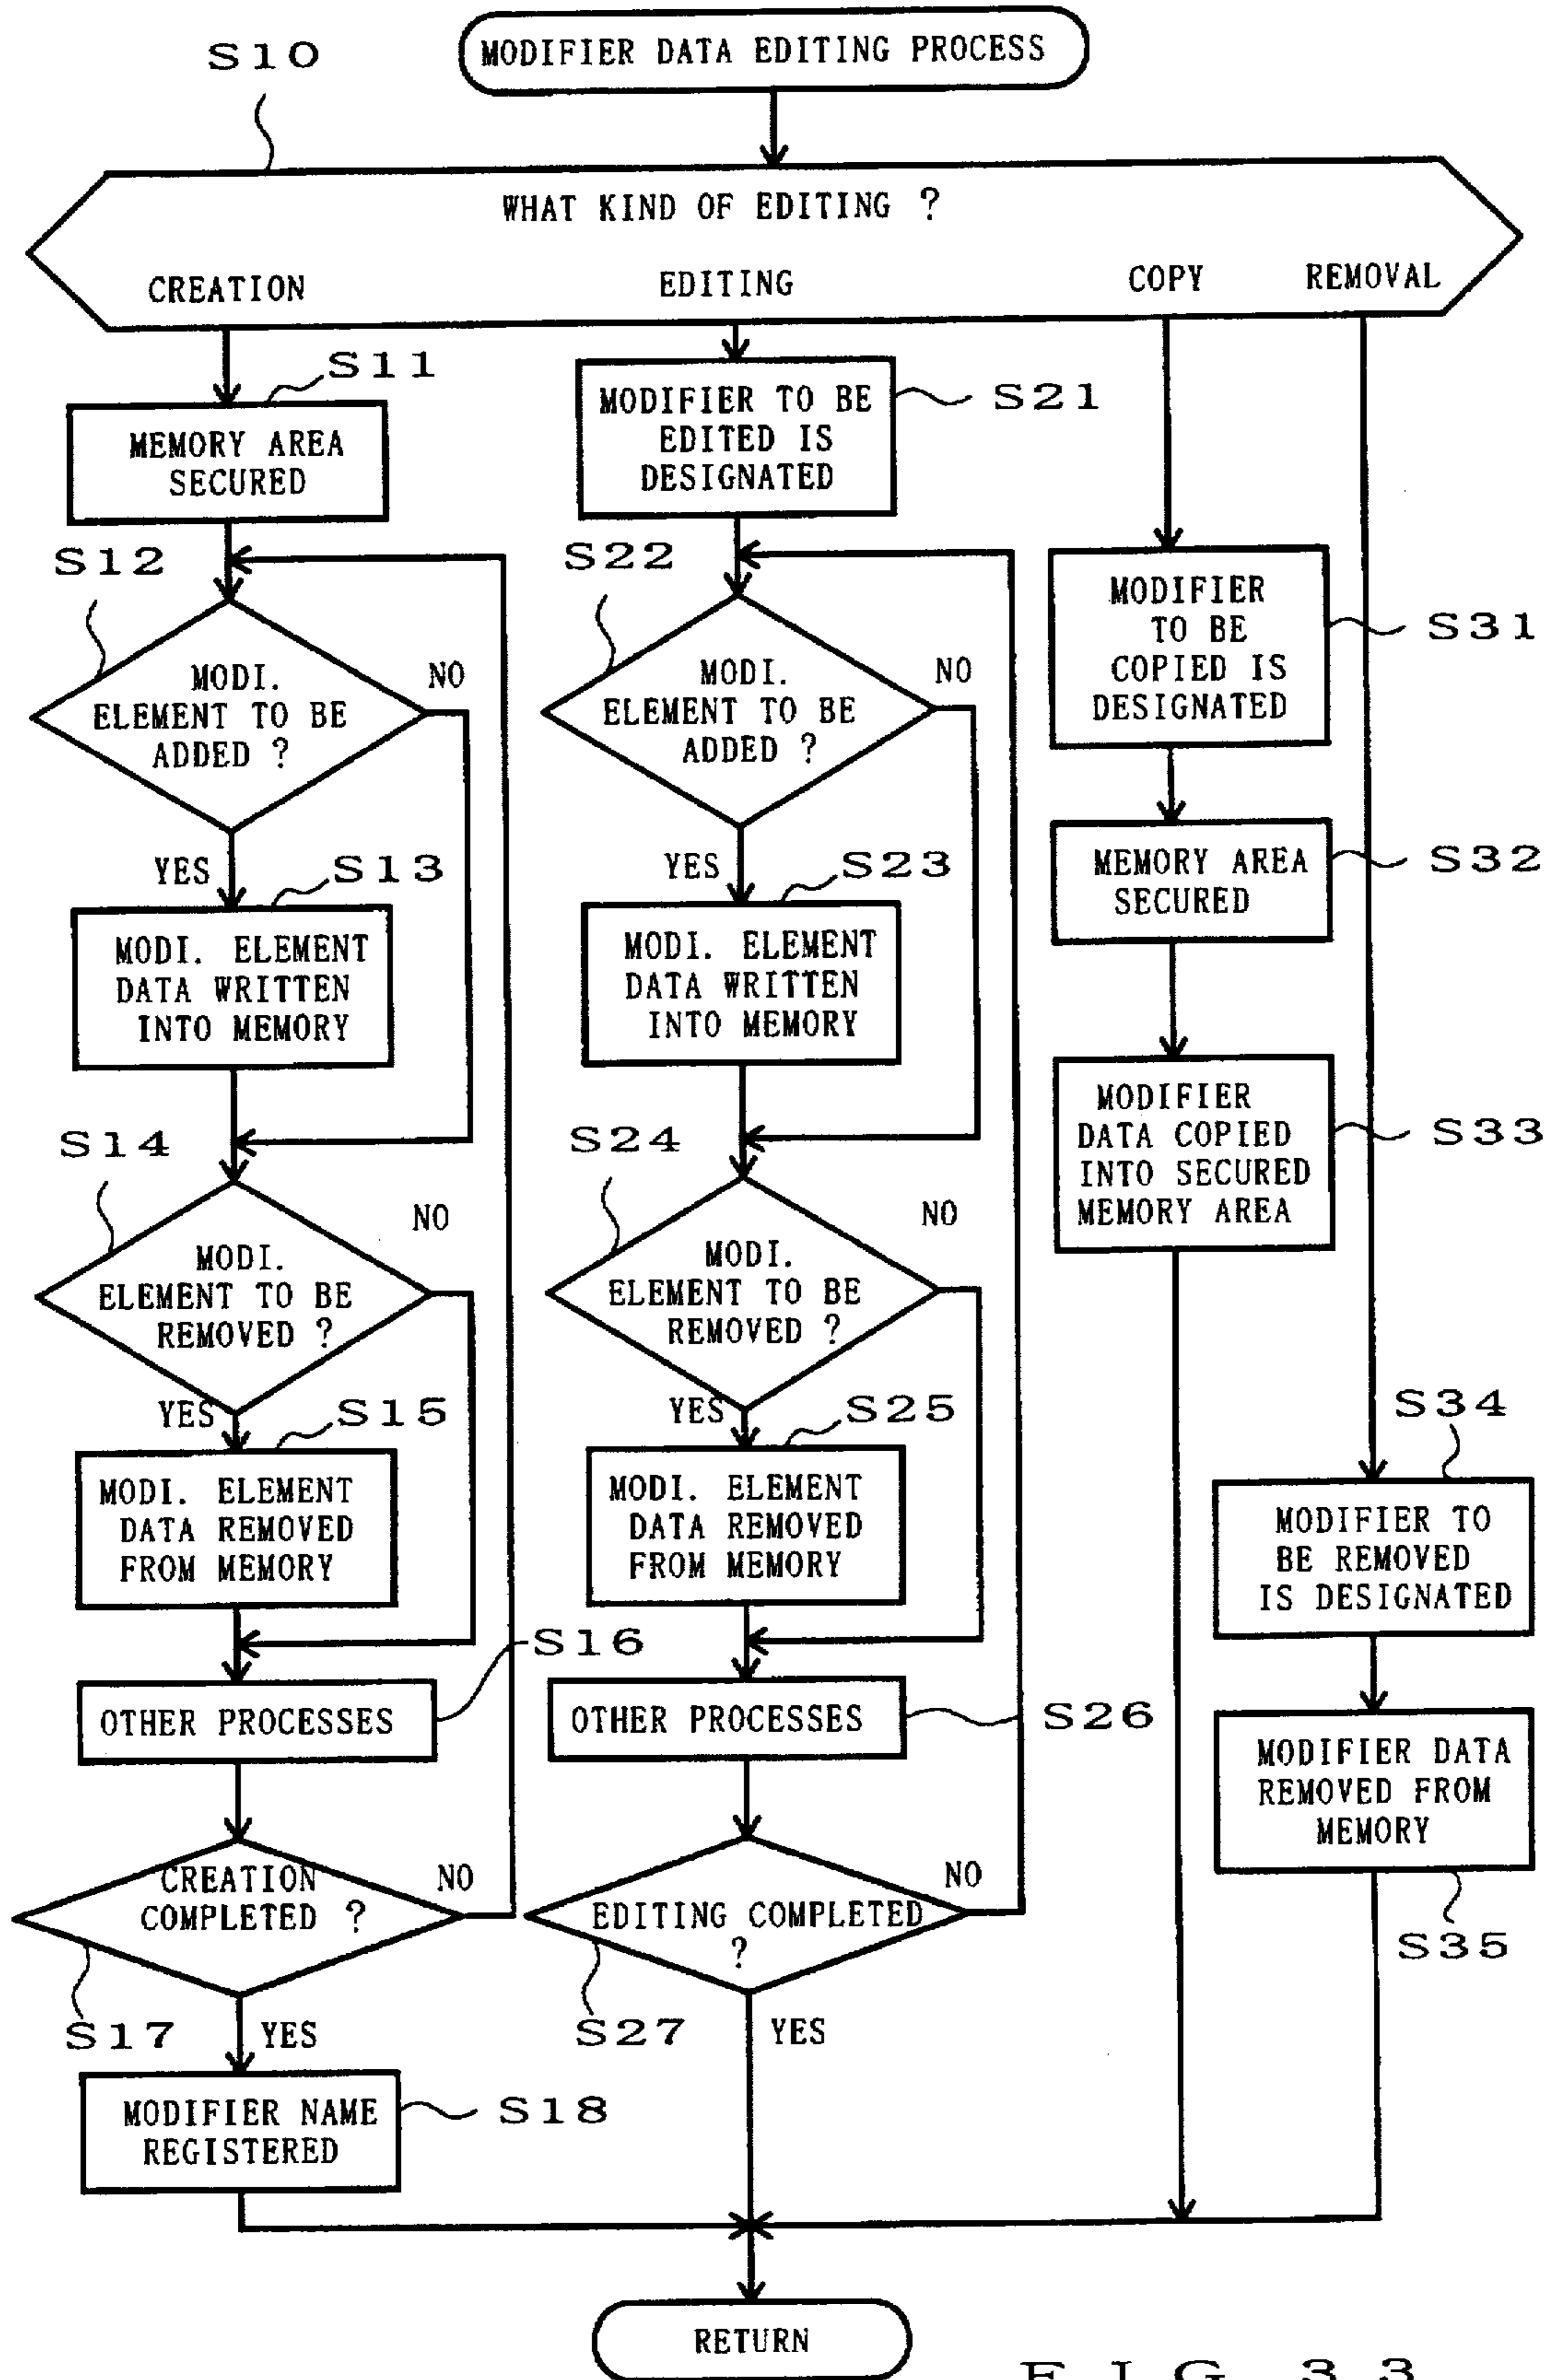 MODIFIER DATA EDITING PROCESS
S10
WHAT KIND OF EDITING ?
CREATION
EDITING
COPY
REMOVAL
S11
MEMORY AREA
SECURED
S12
MODI.
ELEMENT TO BE
ADDED ?
NO
YES
S13
MODI. ELEMENT
DATA WRITTEN
INTO MEMORY
S14
MODI.
ELEMENT TO BE
REMOVED ?
NO
YES
S15
MODI. ELEMENT
DATA REMOVED
FROM MEMORY
S16
OTHER PROCESSES
CREATION
COMPLETED ?
NO
S17
YES
MODIFIER NAME
REGISTERED
S18
MODIFIER TO BE
EDITED IS
DESIGNATED
S21
S22
MODI.
ELEMENT TO BE
ADDED ?
NO
YES
S23
MODI. ELEMENT
DATA WRITTEN
INTO MEMORY
S24
MODI.
ELEMENT TO BE
REMOVED ?
NO
YES
S25
MODI. ELEMENT
DATA REMOVED
FROM MEMORY
OTHER PROCESSES
S26
EDITING COMPLETED
?
NO
S27
YES
MODIFIER
TO BE
COPIED IS
DESIGNATED
S31
MEMORY AREA
SECURED
S32
MODIFIER
DATA COPIED
INTO SECURED
MEMORY AREA
S33
S34
MODIFIER TO
BE REMOVED
IS DESIGNATED
MODIFIER DATA
REMOVED FROM
MEMORY
S35
RETURN
FIG. 33